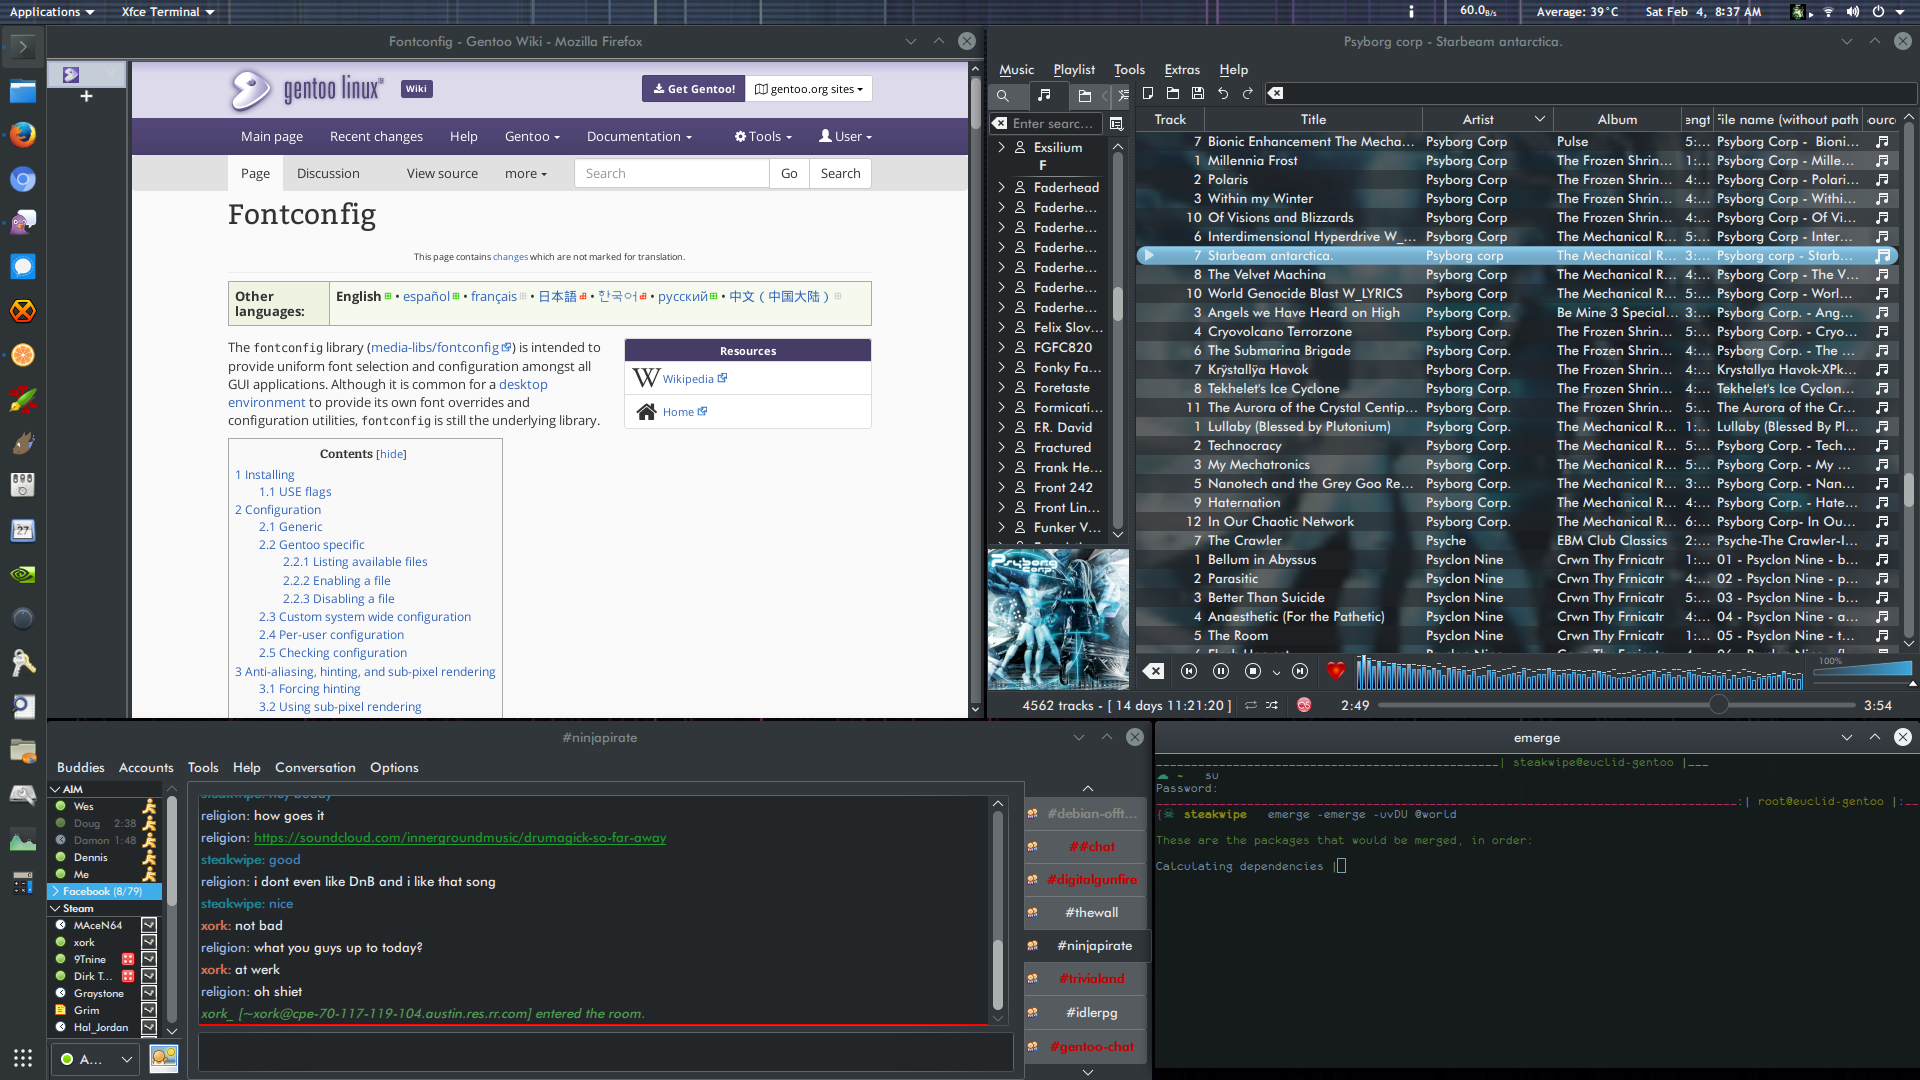 Applications
Xfce Terminal
60.0 B/s
Average: 39°C
Sat Feb 4, 8:37 AM
Fontconfig - Gentoo Wiki - Mozilla Firefox
gentoo linux
Wiki
Get Gentoo!
gentoo.org sites
Main page
Recent changes
Help
Gentoo
Documentation
Tools
User
Page
Discussion
View source
more
Search
Go
Search
Fontconfig
This page contains changes which are not marked for translation.
Other languages:
English • español • français • 日本語 • 한국어 • русский • 中文（中国大陆）
The fontconfig library (media-libs/fontconfig) is intended to
provide uniform font selection and configuration amongst all
GUI applications. Although it is common for a desktop
environment to provide its own font overrides and
configuration utilities, fontconfig is still the underlying library.
Resources
Wikipedia
Home
Contents [hide]
1 Installing
1.1 USE flags
2 Configuration
2.1 Generic
2.2 Gentoo specific
2.2.1 Listing available files
2.2.2 Enabling a file
2.2.3 Disabling a file
2.3 Custom system wide configuration
2.4 Per-user configuration
2.5 Checking configuration
3 Anti-aliasing, hinting, and sub-pixel rendering
3.1 Forcing hinting
3.2 Using sub-pixel rendering
Psyborg corp - Starbeam antarctica.
Music Playlist Tools Extras Help
Enter searc...
Exsilium
F
Faderhead
Faderhe...
Faderhe...
Faderhe...
Faderhe...
Faderhe...
Faderhe...
Felix Slov...
FGFC820
Fonky Fa...
Foretaste
Formicati...
F.R. David
Fractured
Frank He...
Front 242
Front Lin...
Funker V...
Psyborg Corp.
Track Title Artist Album engt File name (without path ourc
7 Bionic Enhancement The Mecha... Psyborg Corp Pulse 5:... Psyborg Corp - Bioni...
1 Millennia Frost Psyborg Corp The Frozen Shrin... 1:... Psyborg Corp - Mille...
2 Polaris Psyborg Corp The Frozen Shrin... 4:... Psyborg Corp - Polari...
3 Within my Winter Psyborg Corp The Frozen Shrin... 4:... Psyborg Corp - Withi...
10 Of Visions and Blizzards Psyborg Corp The Frozen Shrin... 4:... Psyborg Corp - Of Vi...
6 Interdimensional Hyperdrive W_... Psyborg Corp The Mechanical R... 5:... Psyborg Corp - Inter...
7 Starbeam antarctica. Psyborg corp The Mechanical R... 3:... Psyborg corp - Starb...
8 The Velvet Machina Psyborg Corp The Mechanical R... 4:... Psyborg Corp - The V...
10 World Genocide Blast W_LYRICS Psyborg Corp The Mechanical R... 5:... Psyborg Corp - Worl...
3 Angels we Have Heard on High Psyborg Corp. Be Mine 3 Special... 3:... Psyborg Corp. - Ang...
4 Cryovolcano Terrorzone Psyborg Corp. The Frozen Shrin... 5:... Psyborg Corp. - Cryo...
6 The Submarina Brigade Psyborg Corp. The Frozen Shrin... 4:... Psyborg Corp. - The ...
7 Krÿstallÿa Havok Psyborg Corp. The Frozen Shrin... 4:... Krystallya Havok-XPk...
8 Tekhelet's Ice Cyclone Psyborg Corp. The Frozen Shrin... 4:... Tekhelet's Ice Cyclon...
11 The Aurora of the Crystal Centip... Psyborg Corp. The Frozen Shrin... 5:... The Aurora of the Cr...
1 Lullaby (Blessed by Plutonium) Psyborg Corp. The Mechanical R... 1:... Lullaby (Blessed By Pl...
2 Technocracy Psyborg Corp. The Mechanical R... 5:... Psyborg Corp. - Tech...
3 My Mechatronics Psyborg Corp. The Mechanical R... 5:... Psyborg Corp. - My ...
5 Nanotech and the Grey Goo Re... Psyborg Corp. The Mechanical R... 3:... Psyborg Corp. - Nan...
9 Haternation Psyborg Corp. The Mechanical R... 4:... Psyborg Corp. - Hate...
12 In Our Chaotic Network Psyborg Corp. The Mechanical R... 6:... Psyborg Corp- In Ou...
7 The Crawler Psyche EBM Club Classics 2:... Psyche-The Crawler-I...
1 Bellum in Abyssus Psyclon Nine Crwn Thy Frnicatr 1:... 01 - Psyclon Nine - b...
2 Parasitic Psyclon Nine Crwn Thy Frnicatr 4:... 02 - Psyclon Nine - p...
3 Better Than Suicide Psyclon Nine Crwn Thy Frnicatr 5:... 03 - Psyclon Nine - b...
4 Anaesthetic (For the Pathetic) Psyclon Nine Crwn Thy Frnicatr 4:... 04 - Psyclon Nine - a...
5 The Room Psyclon Nine Crwn Thy Frnicatr 1:... 05 - Psyclon Nine - t...
100%
4562 tracks - [ 14 days 11:21:20 ]
2:49
3:54
#ninjapirate
Buddies Accounts Tools Help Conversation Options
AIM
Wes
Doug 2:38
Damon 1:48
Dennis
Me
Facebook (8/79)
Steam
MAceN64
xork
9Tnine
Dirk T...
Graystone
Grim
Hal_Jordan
A...
steakwipe: hey buddy
religion: how goes it
religion: https://soundcloud.com/innergroundmusic/drumagick-so-far-away
steakwipe: good
religion: i dont even like DnB and i like that song
steakwipe: nice
xork: not bad
religion: what you guys up to today?
xork: at werk
religion: oh shiet
xork_ [~xork@cpe-70-117-119-104.austin.res.rr.com] entered the room.
#debian-offt...
##chat
#digitalgunfire
#thewall
#ninjapirate
#trivialand
#idlerpg
#gentoo-chat
27
emerge
| steakwipe@euclid-gentoo |___
~ su
Password:
:| root@euclid-gentoo |:__
steakwipe emerge -emerge -uvDU @world
These are the packages that would be merged, in order:
Calculating dependencies |